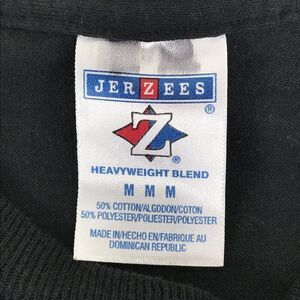 JERZEES
®
Z
®
HEAVYWEIGHT BLEND
M M M
50% COTTON/ALGODON/COTON
50% POLYESTER/POLIESTER/POLYESTER
MADE IN/HECHO EN/FABRIQUE AU
DOMINICAN REPUBLIC